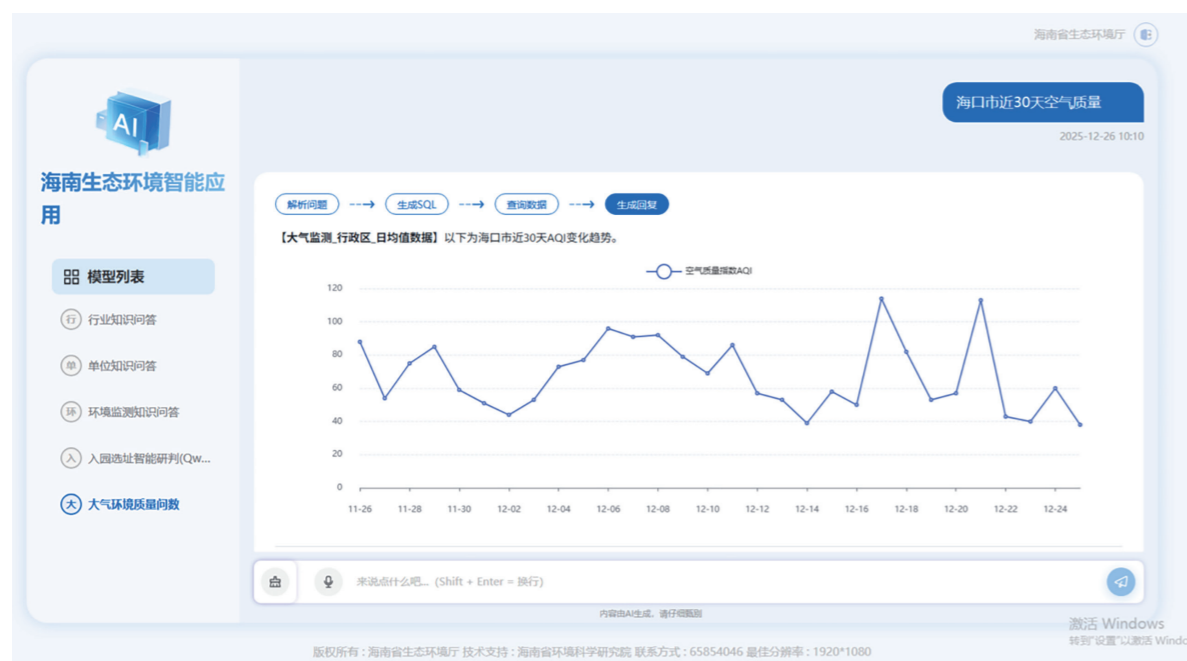 海南省生态环境厅
AI
海南生态环境智能应
用
模型列表
行 行业知识问答
单 单位知识问答
环 环境监测知识问答
入 入园选址智能研判(Qw...
大 大气环境质量问数
海口市近30天空气质量
2025-12-26 10:10
解析问题 生成SQL 查询数据 生成回复
【大气监测_行政区_日均值数据】以下为海口市近30天AQI变化趋势。
空气质量指数AQI
120
100
80
60
40
20
0
11-26 11-28 11-30 12-02 12-04 12-06 12-08 12-10 12-12 12-14 12-16 12-18 12-20 12-22 12-24
来说点什么吧... (Shift + Enter = 换行)
内容由AI生成，请仔细甄别
激活 Windows
转到"设置"以激活 Windo
版权所有 : 海南省生态环境厅 技术支持 : 海南省环境科学研究院 联系方式 : 65854046 最佳分辨率 : 1920*1080